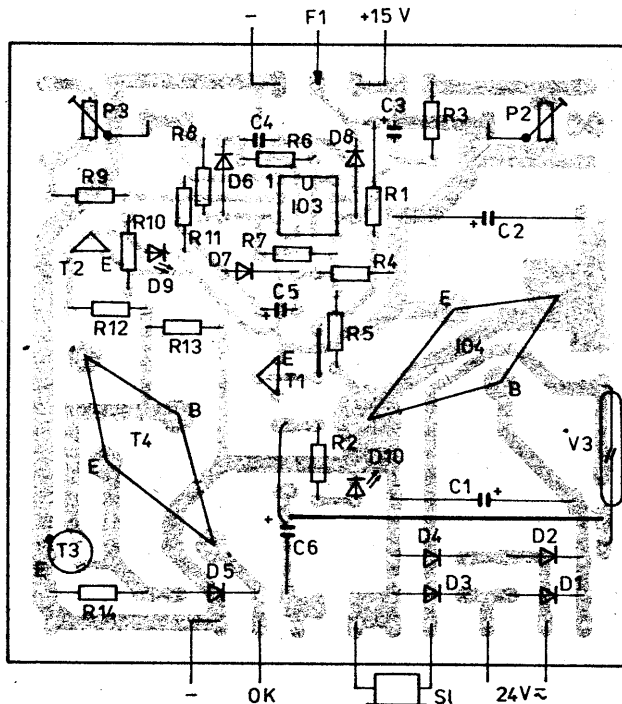 - F1 +15 V
P3 C4 C3 R3 P2
R8 R6 D8
R9 D6 1 U IO3 R1
R10 R11 + C2
T2 E D9 D7 R7 R4
C5 E
R12 R13 R5 IO4
E T1 B
T4 B
E R2 D10 V3
C1 +
T3 + C6 D4 D2
E R14 D5 D3 D1
- OK Sl 24V≂